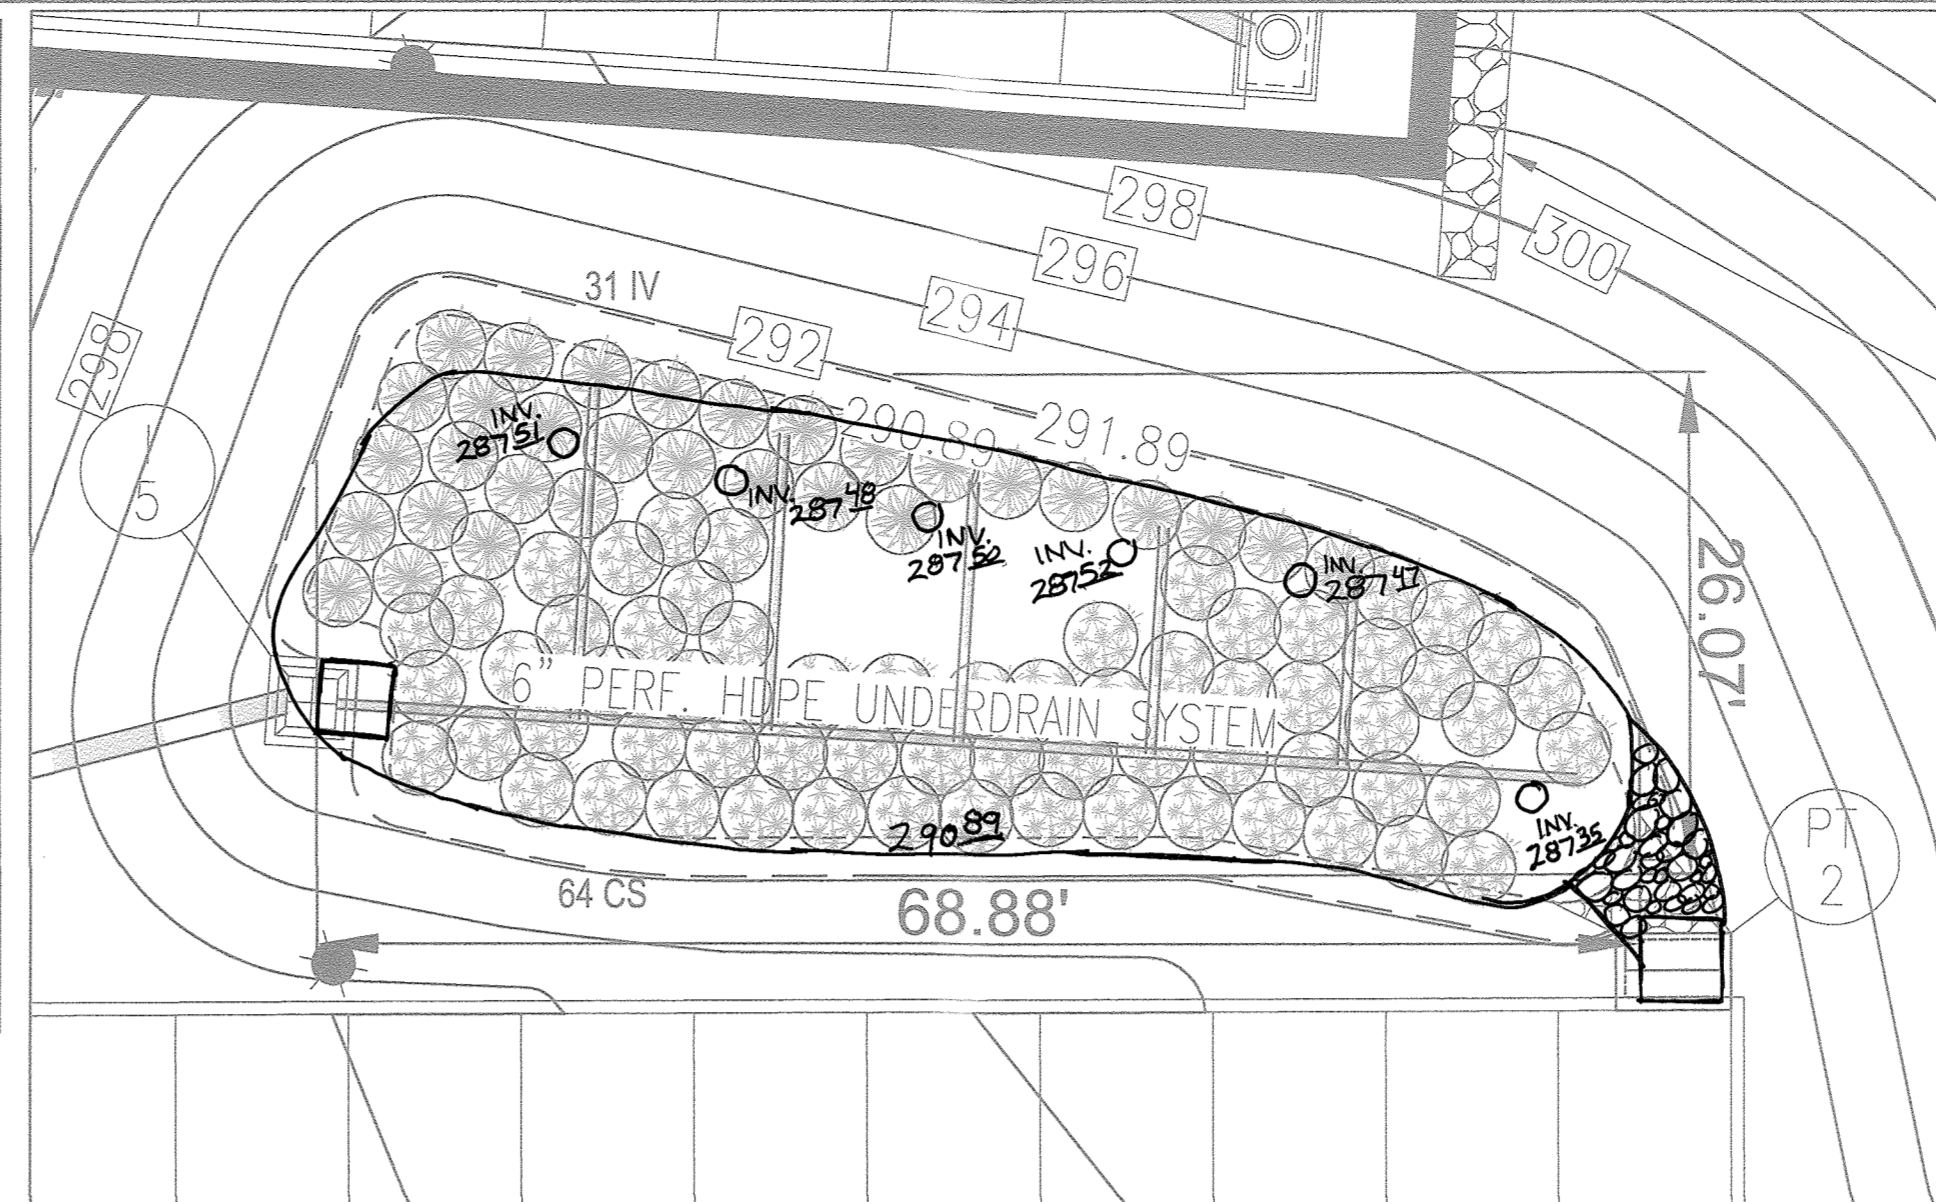 298
300
296
31 IV
294
292
298
290.89
291.89
INV.
287 51
I
5
INV. 287 48
INV.
287 52
INV.
287 52
INV.
287 47
26.07'
6" PERF. HDPE UNDERDRAIN SYSTEM
290 89
INV.
287 35
PT
2
64 CS
68.88'